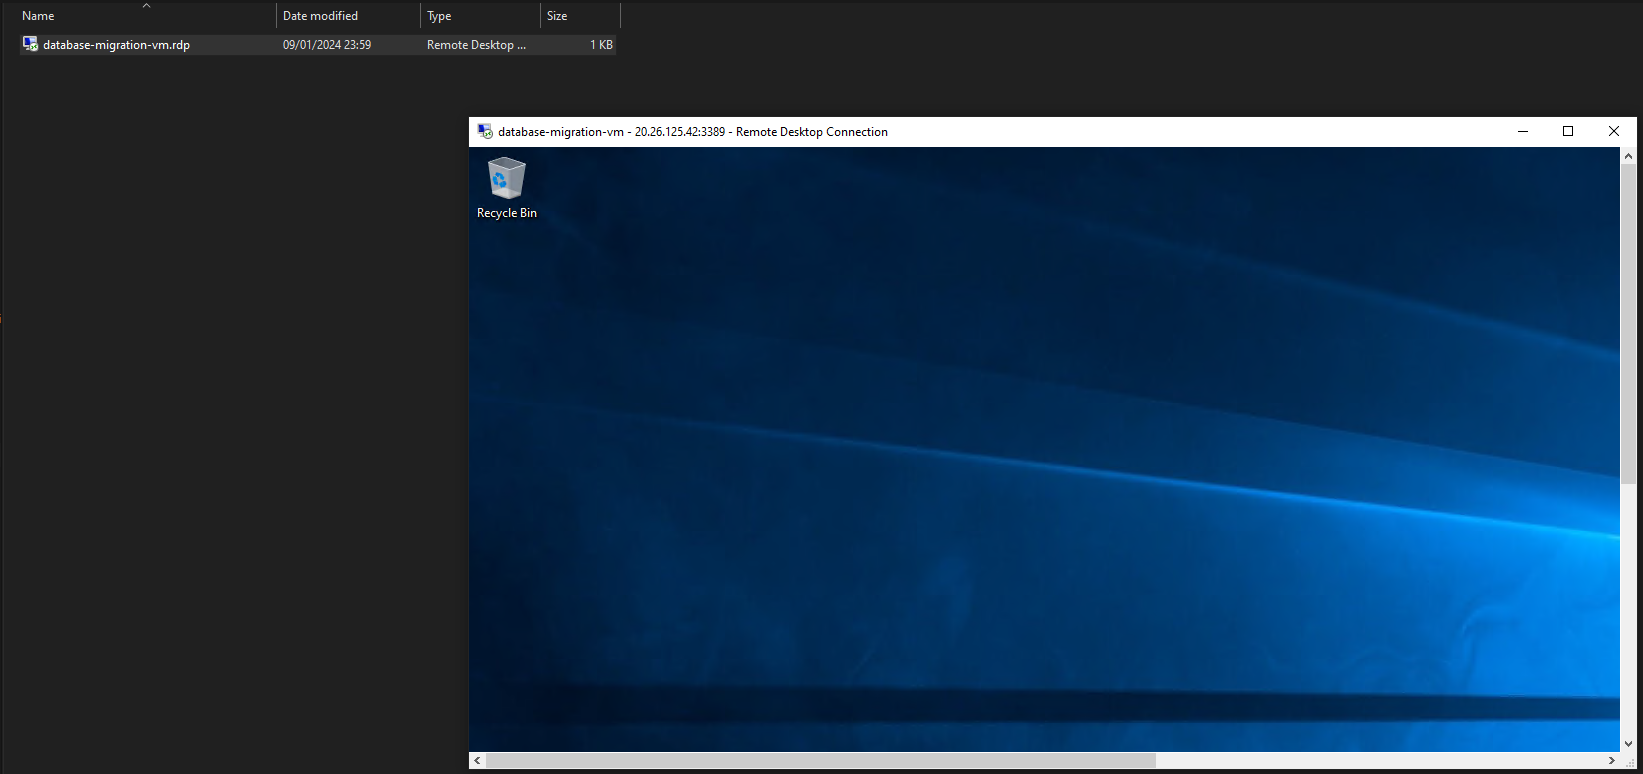 Name Date modified Type Size
database-migration-vm.rdp 09/01/2024 23:59 Remote Desktop ... 1 KB
database-migration-vm - 20.26.125.42:3389 - Remote Desktop Connection
Recycle Bin